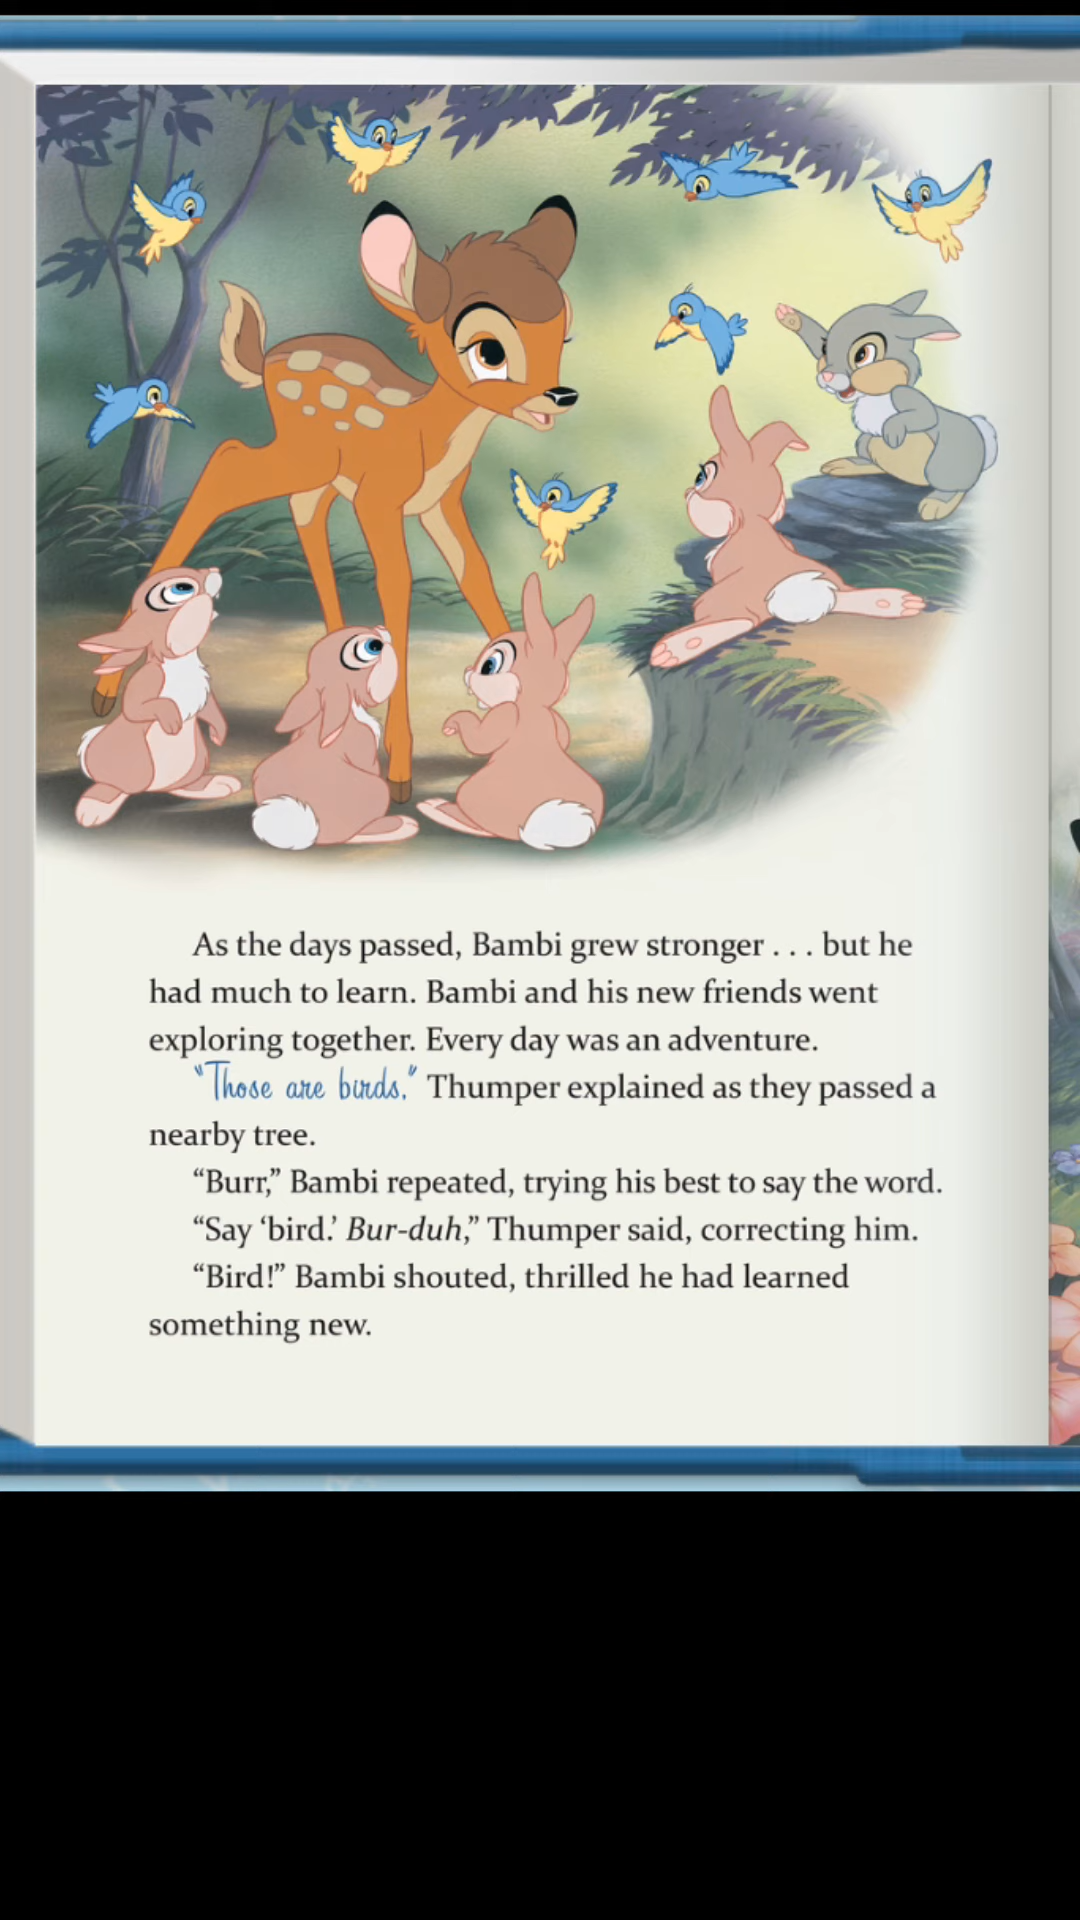 As the days passed, Bambi grew stronger . . . but he
had much to learn. Bambi and his new friends went
exploring together. Every day was an adventure.
"Those are birds," Thumper explained as they passed a
nearby tree.
“Burr,” Bambi repeated, trying his best to say the word.
“Say ‘bird.’ Bur-duh,” Thumper said, correcting him.
“Bird!” Bambi shouted, thrilled he had learned
something new.